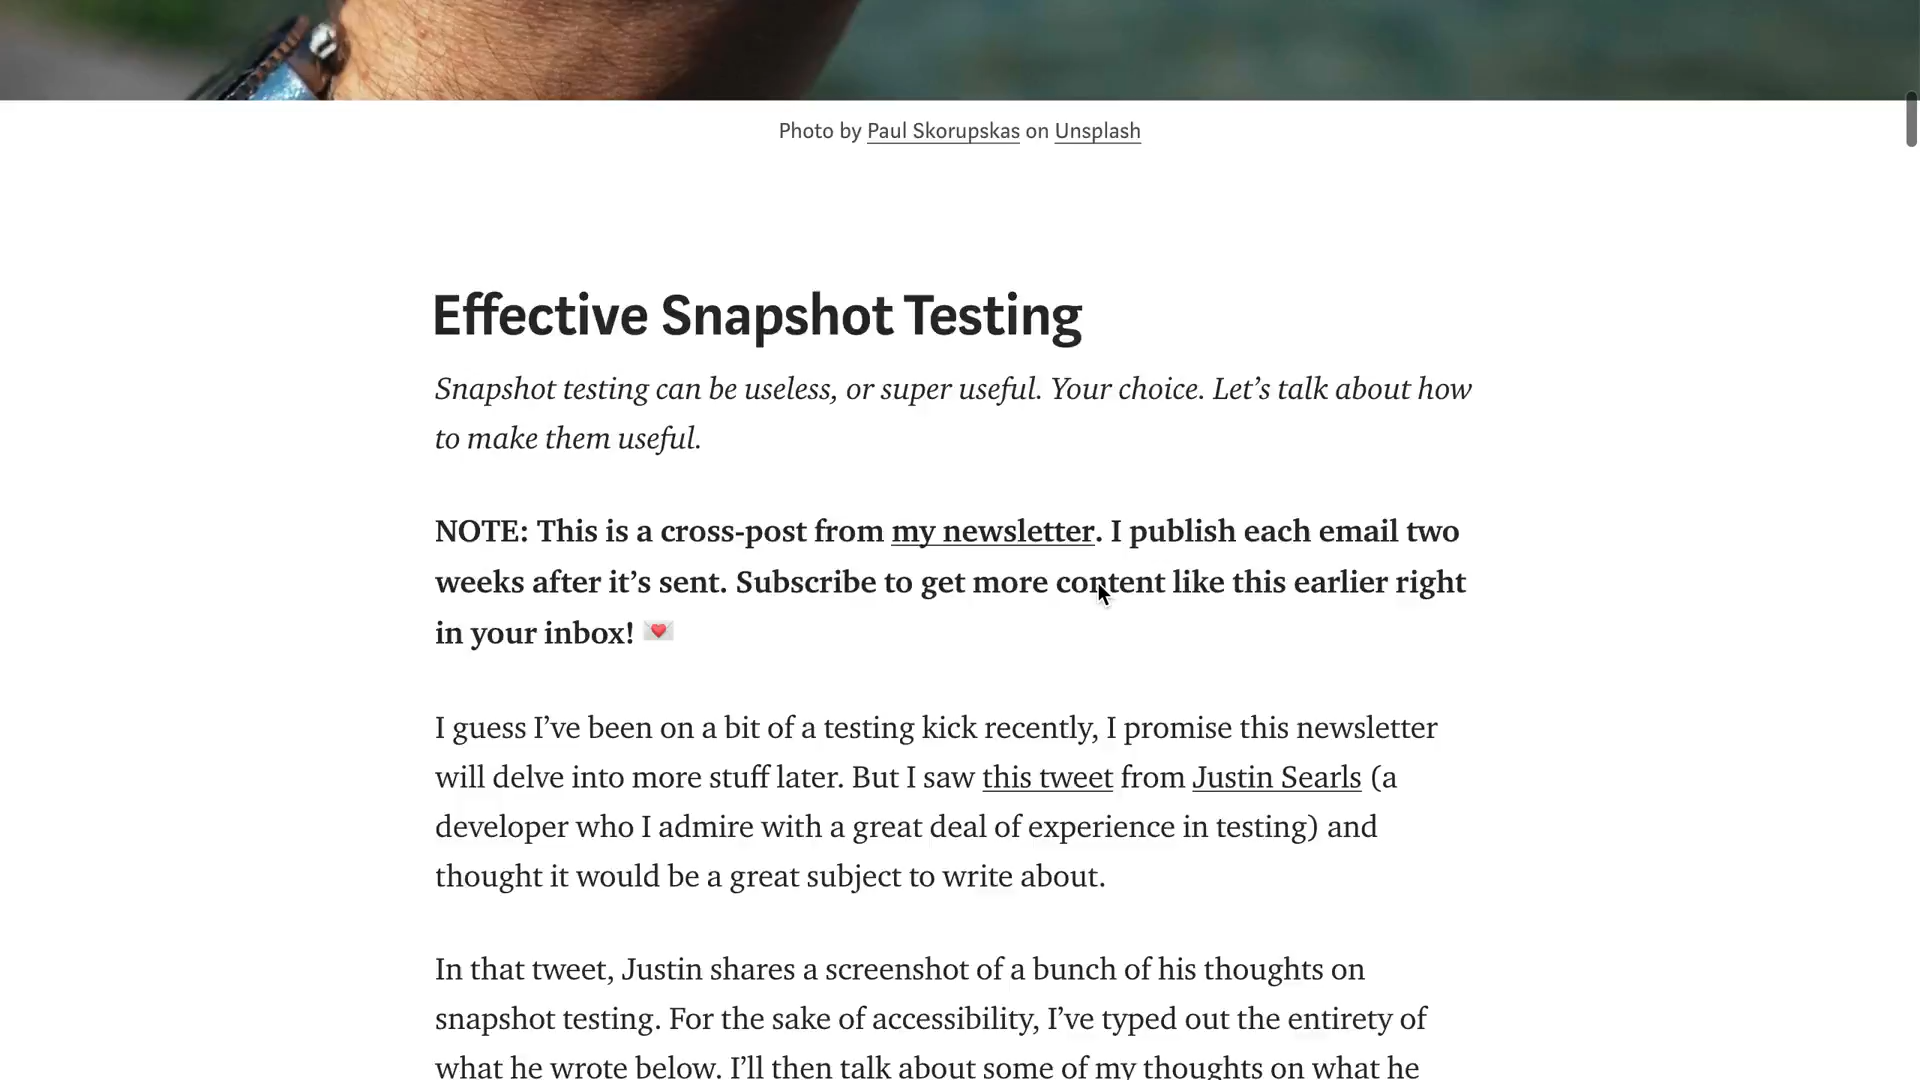 Photo by Paul Skorupskas on Unsplash
Effective Snapshot Testing
Snapshot testing can be useless, or super useful. Your choice. Let’s talk about how
to make them useful.
NOTE: This is a cross-post from my newsletter. I publish each email two
weeks after it’s sent. Subscribe to get more content like this earlier right
in your inbox! 💌
I guess I’ve been on a bit of a testing kick recently, I promise this newsletter
will delve into more stuff later. But I saw this tweet from Justin Searls (a
developer who I admire with a great deal of experience in testing) and
thought it would be a great subject to write about.
In that tweet, Justin shares a screenshot of a bunch of his thoughts on
snapshot testing. For the sake of accessibility, I’ve typed out the entirety of
what he wrote below. I’ll then talk about some of my thoughts on what he